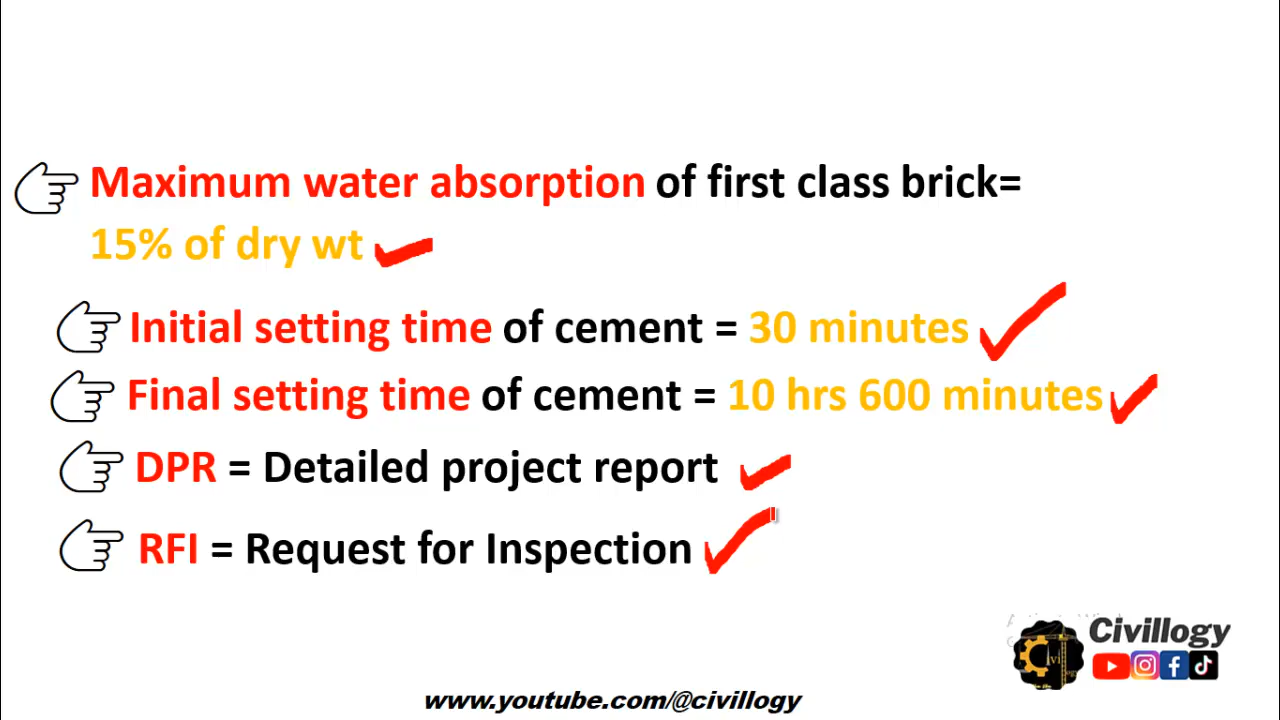 Maximum water absorption of first class brick=
15% of dry wt
Initial setting time of cement = 30 minutes
Final setting time of cement = 10 hrs 600 minutes
DPR = Detailed project report
RFI = Request for Inspection
Civillogy
www.youtube.com/@civillogy